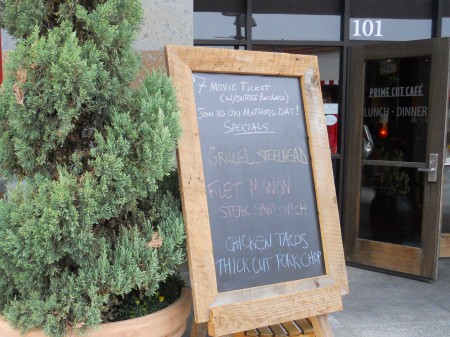 7 MOVIE TICKET
(W/ENTREE PURCHASE)
JOIN US ON MOTHERS DAY!
SPECIALS
GRILLED STEELHEAD
FILET MIGNON
STEAK SANDWICH
CHICKEN TACOS
THICK CUT PORK CHOP
101
PRIME CUT CAFÉ
LUNCH - DINNER